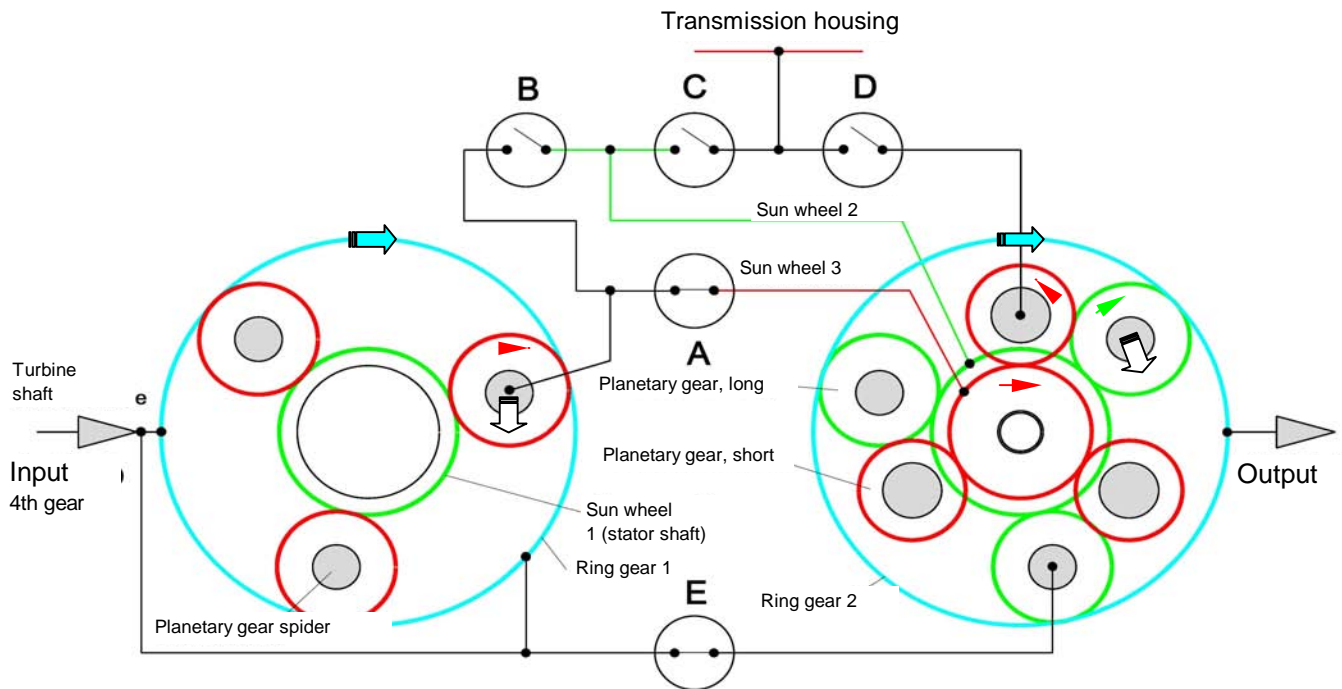 Transmission housing
B
C
D
Sun wheel 2
Sun wheel 3
A
Turbine
shaft
e
Input
4th gear
Planetary gear, long
Planetary gear, short
Output
Sun wheel
1 (stator shaft)
Ring gear 1
Ring gear 2
E
Planetary gear spider